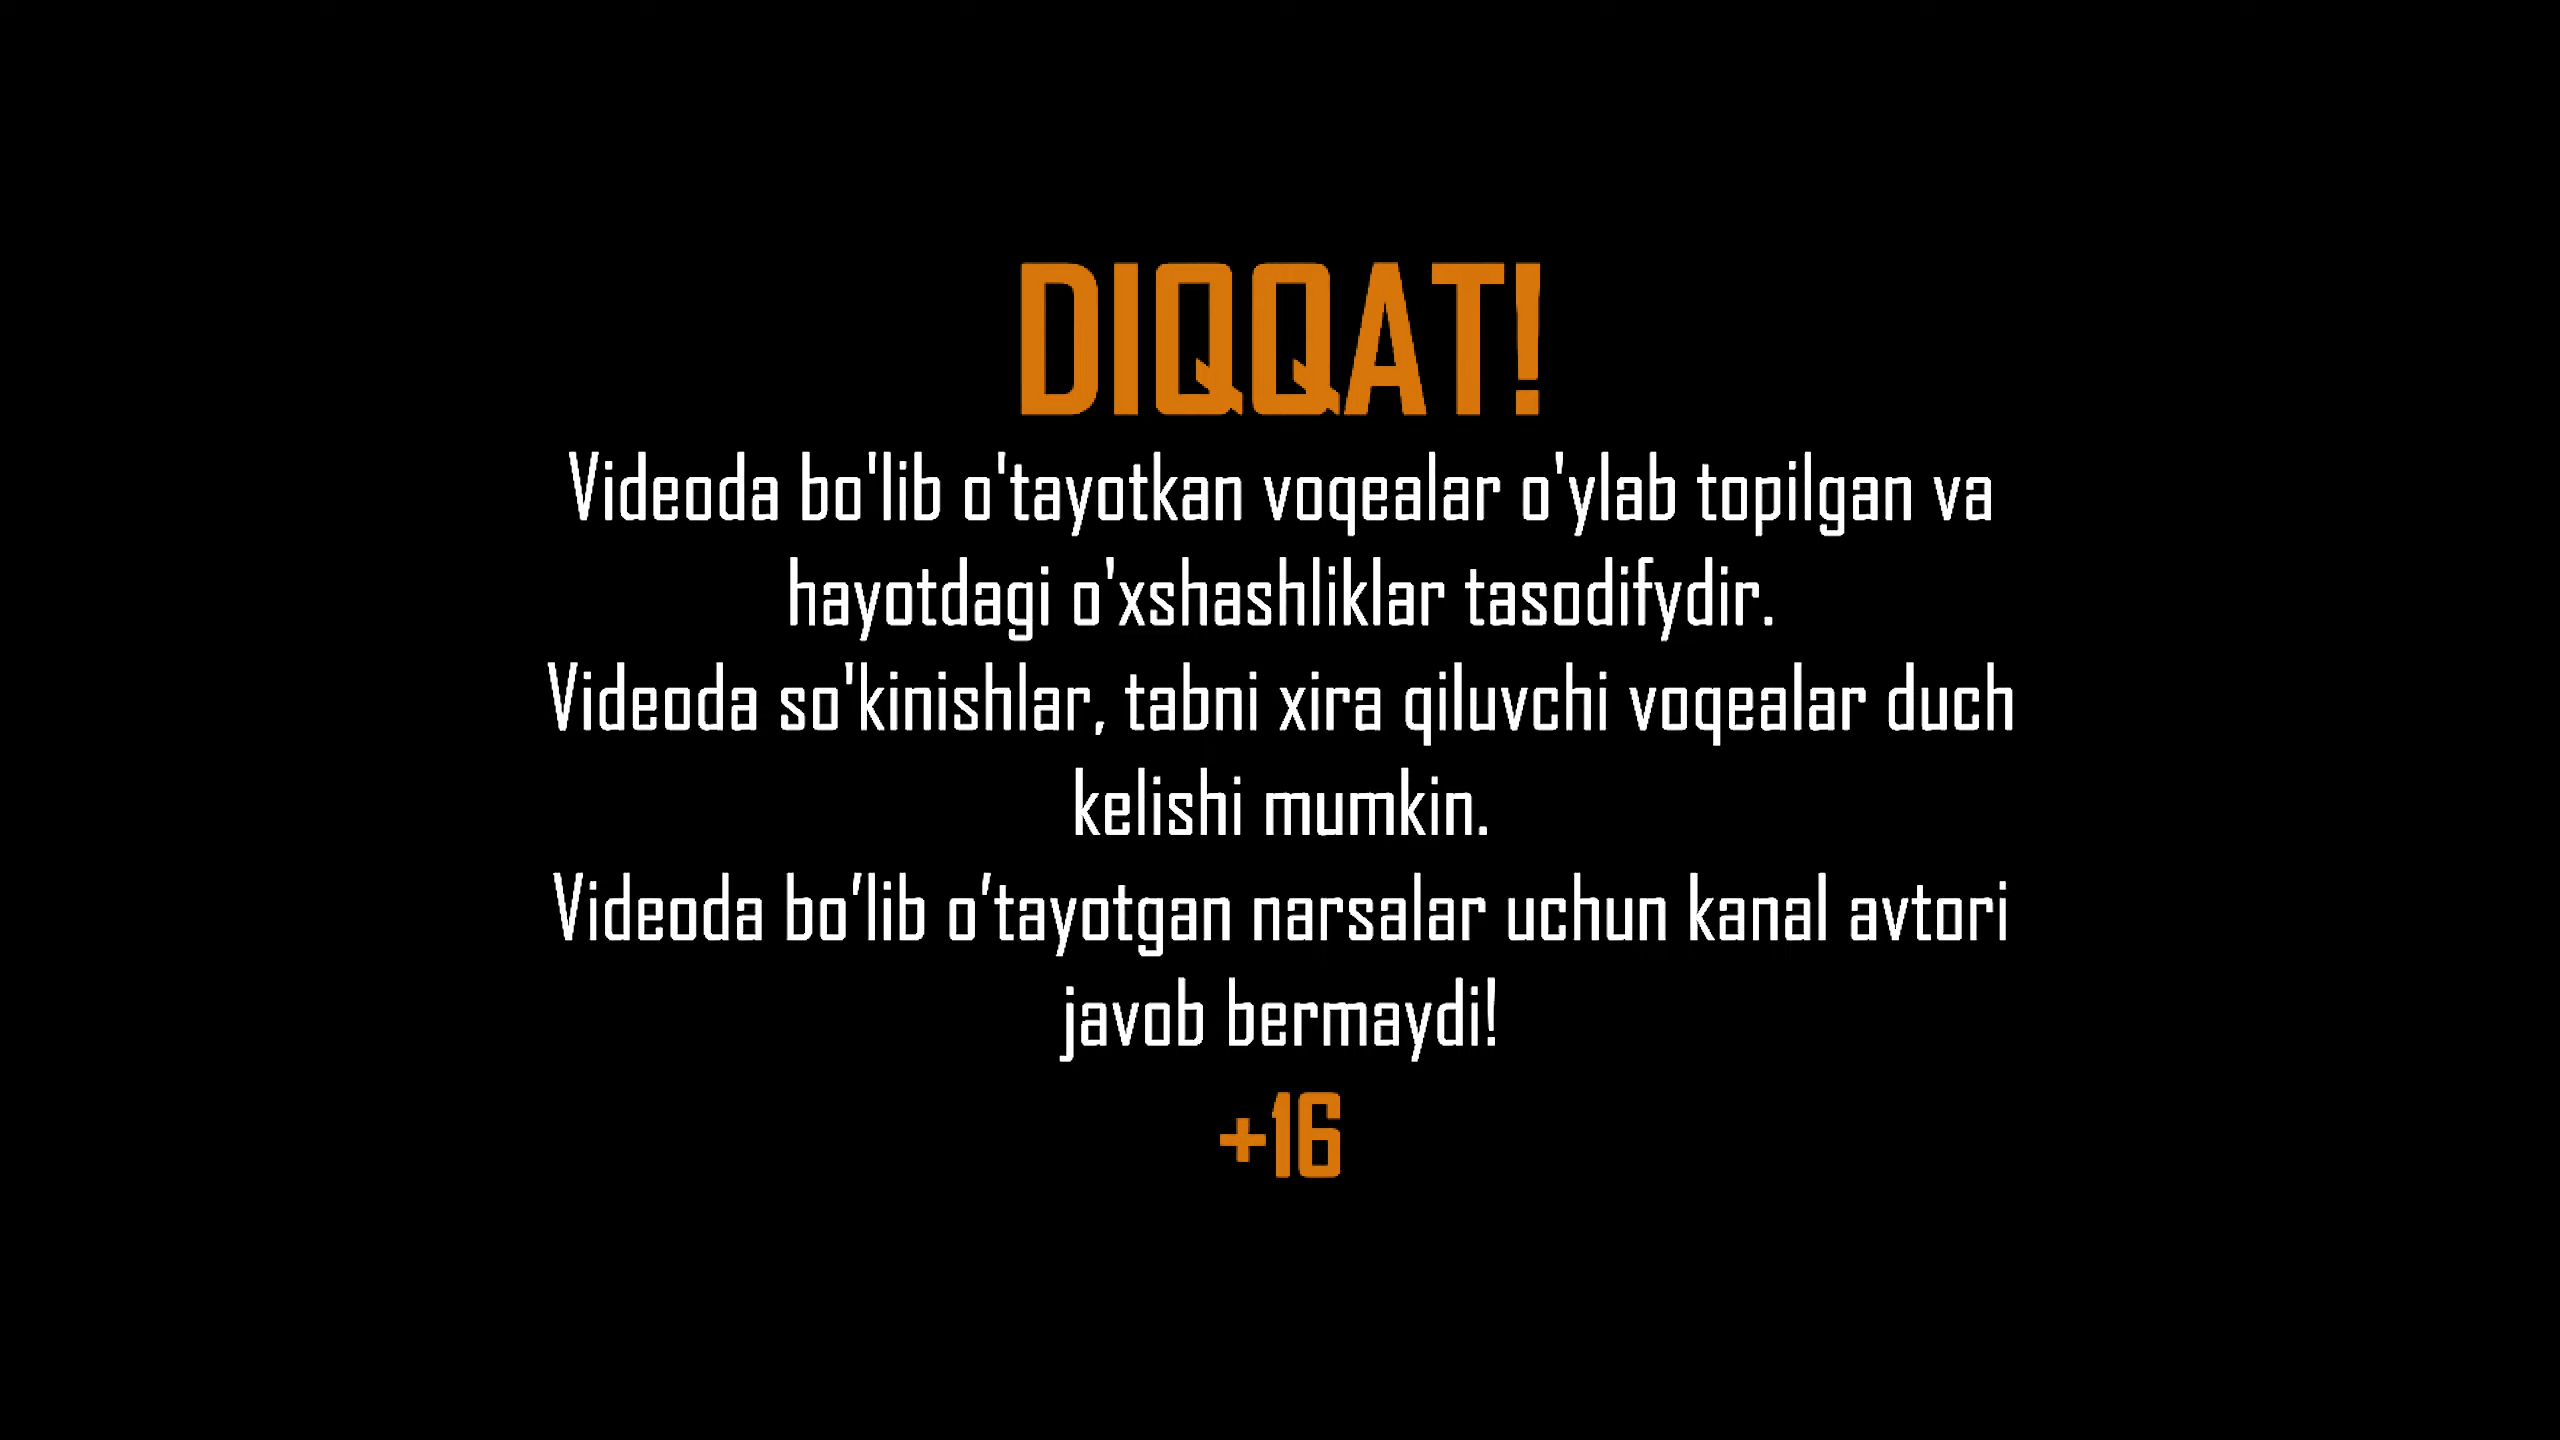 DIQQAT!
Videoda bo'lib o'tayotkan voqealar o'ylab topilgan va
hayotdagi o'xshashliklar tasodifydir.
Videoda so'kinishlar, tabni xira qiluvchi voqealar duch
kelishi mumkin.
Videoda bo’lib o’tayotgan narsalar uchun kanal avtori
javob bermaydi!
+16